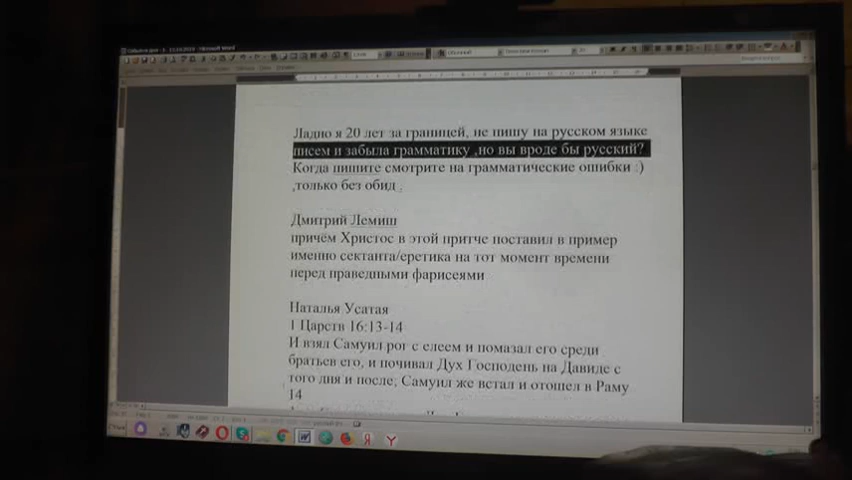 Ладно я 20 лет за границей, не пишу на русском языке
писем и забыла грамматику ,но вы вроде бы русский?
Когда пишите смотрите на грамматические ошибки :)
,только без обид .
Дмитрий Лемиш
причём Христос в этой притче поставил в пример
именно сектанта/еретика на тот момент времени
перед праведными фарисеями
Наталья Усатая
1 Царств 16:13-14
И взял Самуил рог с елеем и помазал его среди
братьев его, и почивал Дух Господень на Давиде с
того дня и после; Самуил же встал и отошел в Раму
14